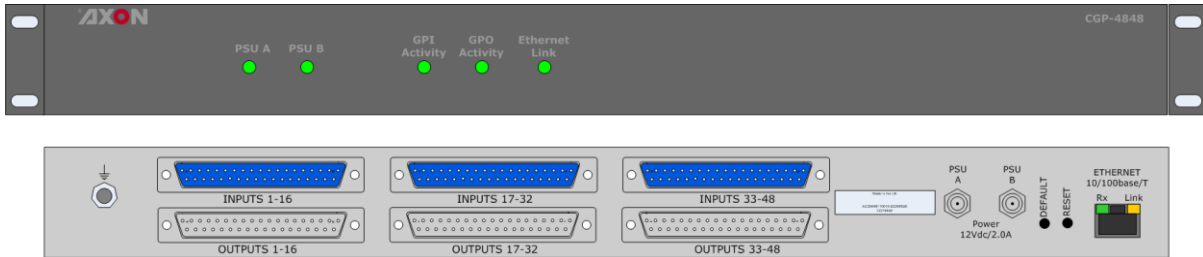 AXON
CGP-4848
PSU A PSU B
GPI Activity GPO Activity Ethernet Link
INPUTS 1-16 INPUTS 17-32 INPUTS 33-48
OUTPUTS 1-16 OUTPUTS 17-32 OUTPUTS 33-48
PSU A
PSU B
Power
12Vdc/2.0A
DEFAULT
RESET
ETHERNET
10/100base/T
Rx Link